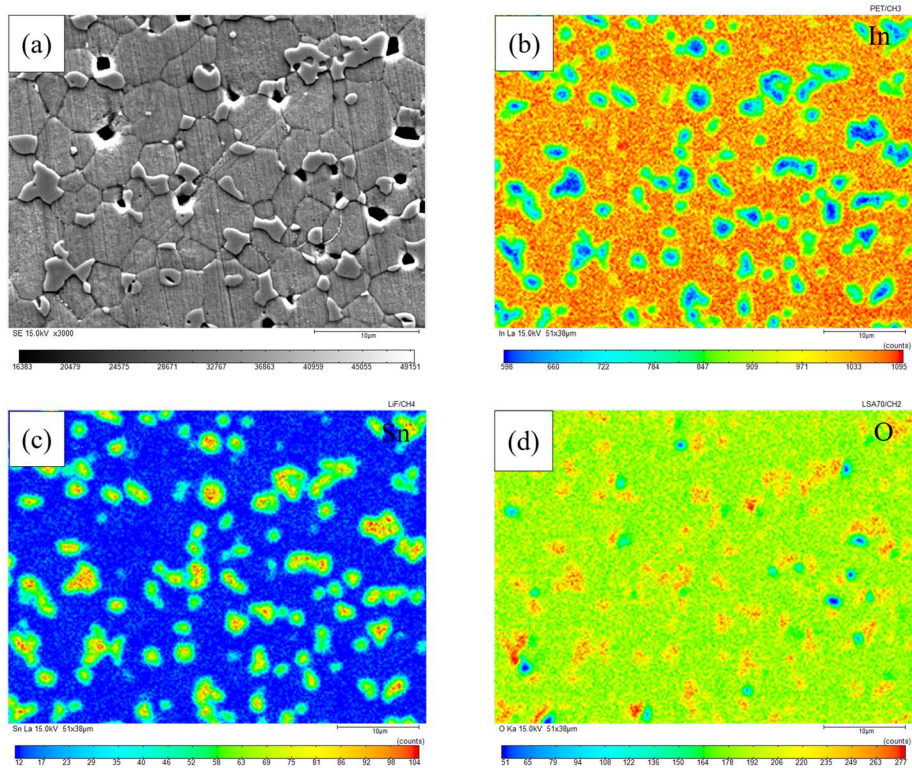 (a)
SE 15.0kV x3000
10μm
16383 20479 24575 28671 32767 36863 40959 45055 49151
PET/CH3
(b)
In
In La 15.0kV 51x38μm
10μm
(counts)
598 660 722 784 847 909 971 1033 1095
LiF/CH4
(c)
Sn
Sn La 15.0kV 51x38μm
10μm
(counts)
12 17 23 29 35 40 46 52 58 63 69 75 81 86 92 98 104
LSA70/CH2
(d)
O
O Ka 15.0kV 51x38μm
10μm
(counts)
51 65 79 94 108 122 136 150 164 178 192 207 221 235 249 263 277